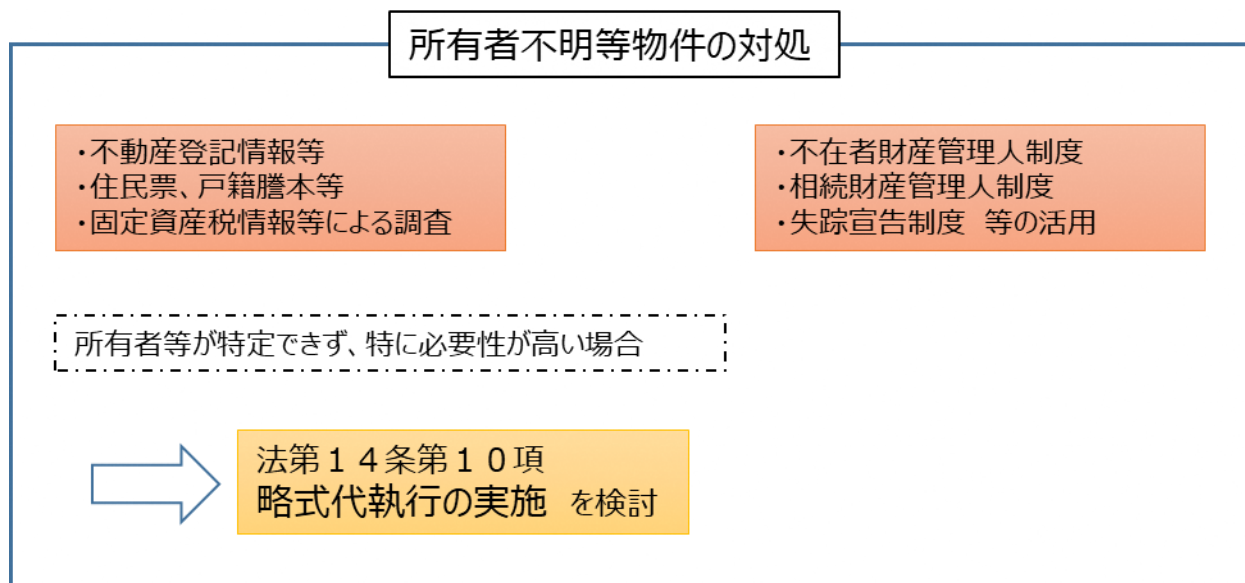 所有者不明等物件の対処
・不動産登記情報等
・住民票、戸籍謄本等
・固定資産税情報等による調査
・不在者財産管理人制度
・相続財産管理人制度
・失踪宣告制度　等の活用
所有者等が特定できず、特に必要性が高い場合
法第１４条第１０項
略式代執行の実施　を検討